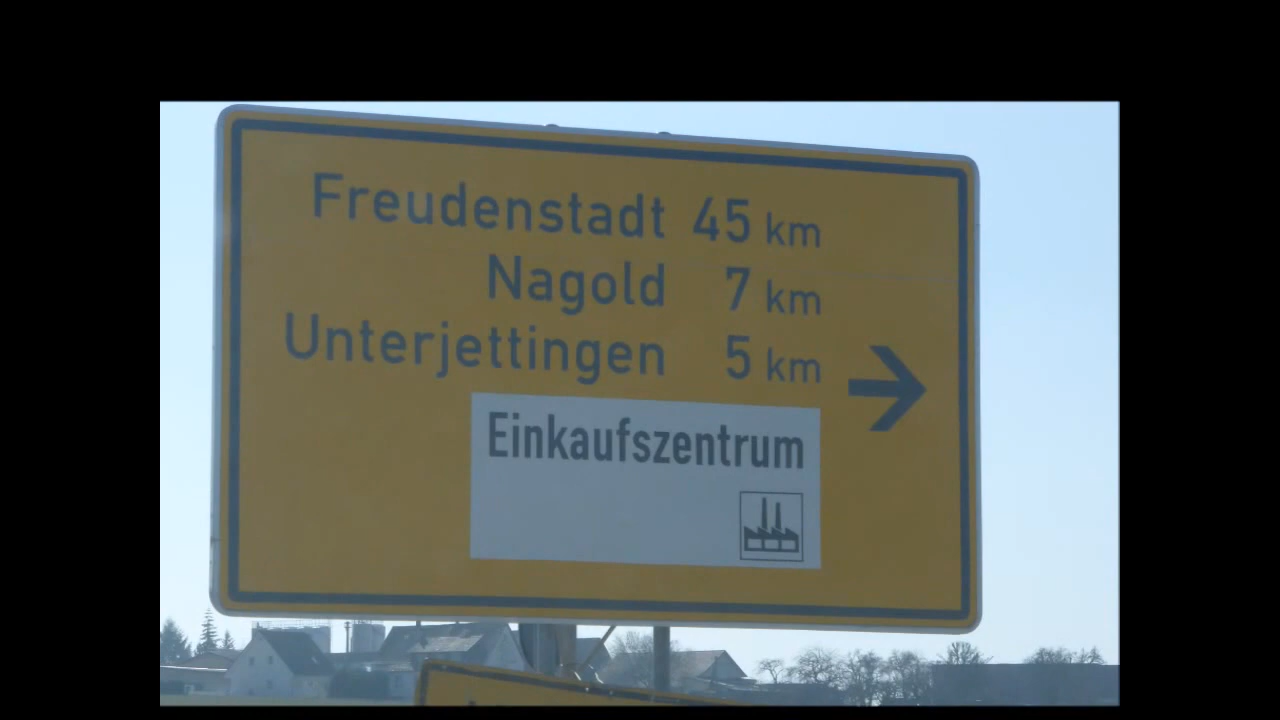 Freudenstadt 45 km
Nagold 7 km
Unterjettingen 5 km
Einkaufszentrum